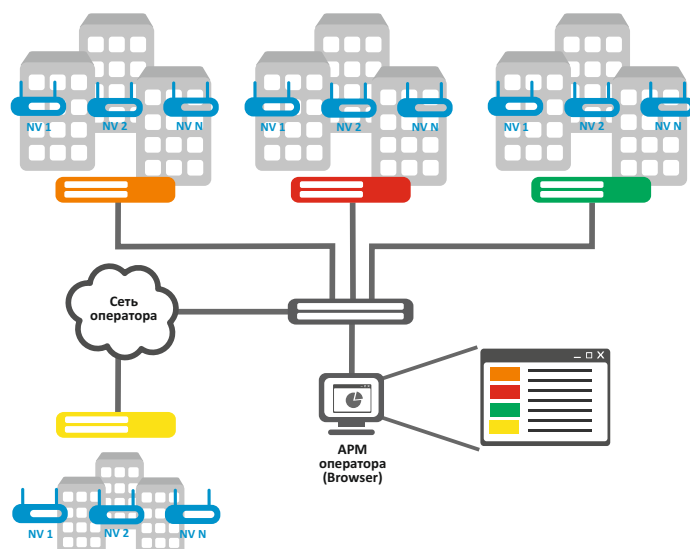 NV 1 NV 2 NV N
NV 1 NV 2 NV N
NV 1 NV 2 NV N
Сеть
оператора
X
АРМ
оператора
(Browser)
NV 1 NV 2 NV N